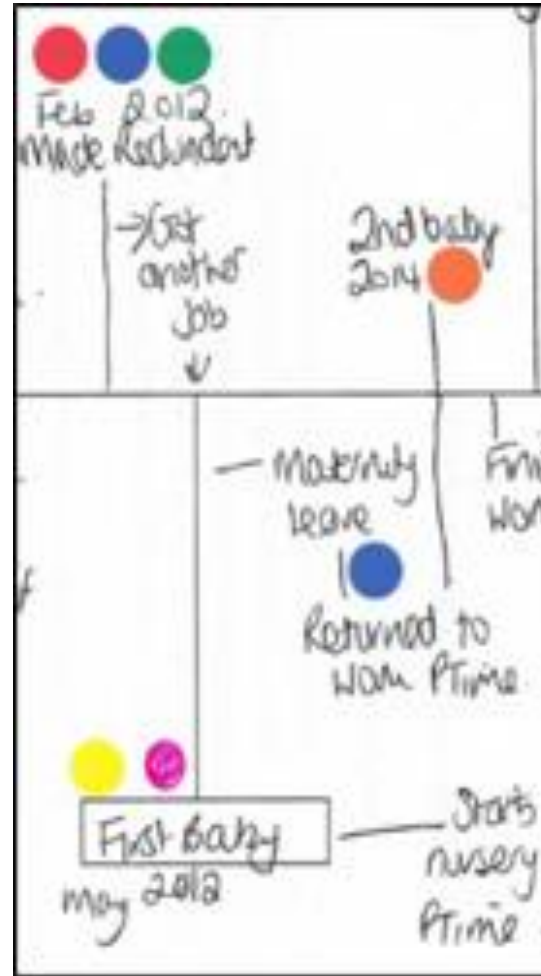 Feb 2012.
Made Redundant
→Get
another
job
2nd baby
2014
Maternity
Leave
Returned to
Work PTime
First Baby
May 2012
Starts
nursery
PTime